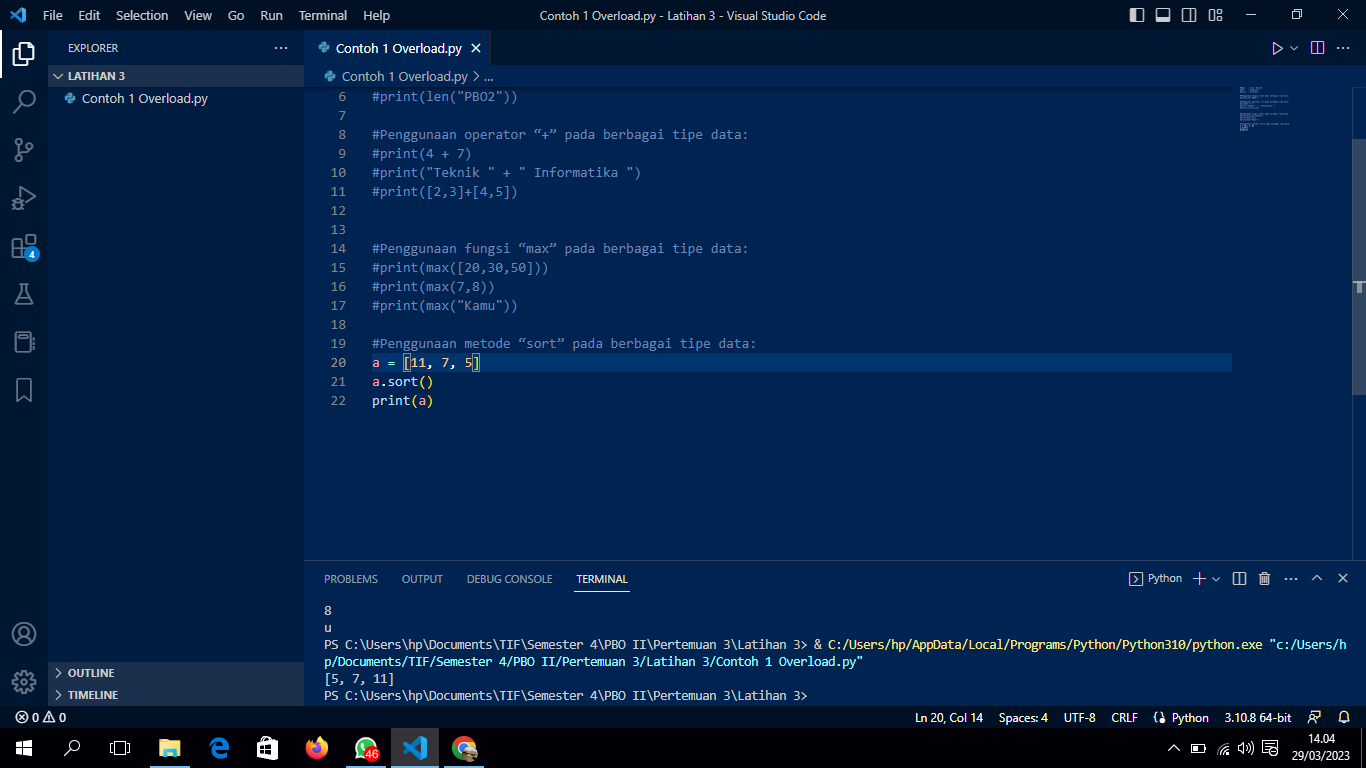 File Edit Selection View Go Run Terminal Help Contoh 1 Overload.py - Latihan 3 - Visual Studio Code
EXPLORER
LATIHAN 3
Contoh 1 Overload.py
OUTLINE
TIMELINE
4
Contoh 1 Overload.py
Contoh 1 Overload.py > ...
6 #print(len("PBO2"))
7
8 #Penggunaan operator “+” pada berbagai tipe data:
9 #print(4 + 7)
10 #print("Teknik " + " Informatika ")
11 #print([2,3]+[4,5])
12
13
14 #Penggunaan fungsi “max” pada berbagai tipe data:
15 #print(max([20,30,50]))
16 #print(max(7,8))
17 #print(max("Kamu"))
18
19 #Penggunaan metode “sort” pada berbagai tipe data:
20 a = [11, 7, 5]
21 a.sort()
22 print(a)
PROBLEMS OUTPUT DEBUG CONSOLE TERMINAL Python
8
u
PS C:\Users\hp\Documents\TIF\Semester 4\PBO II\Pertemuan 3\Latihan 3> & C:/Users/hp/AppData/Local/Programs/Python/Python310/python.exe "c:/Users/h
p/Documents/TIF/Semester 4/PBO II/Pertemuan 3/Latihan 3/Contoh 1 Overload.py"
[5, 7, 11]
PS C:\Users\hp\Documents\TIF\Semester 4\PBO II\Pertemuan 3\Latihan 3>
0 0 Ln 20, Col 14 Spaces: 4 UTF-8 CRLF Python 3.10.8 64-bit
46
14.04
29/03/2023